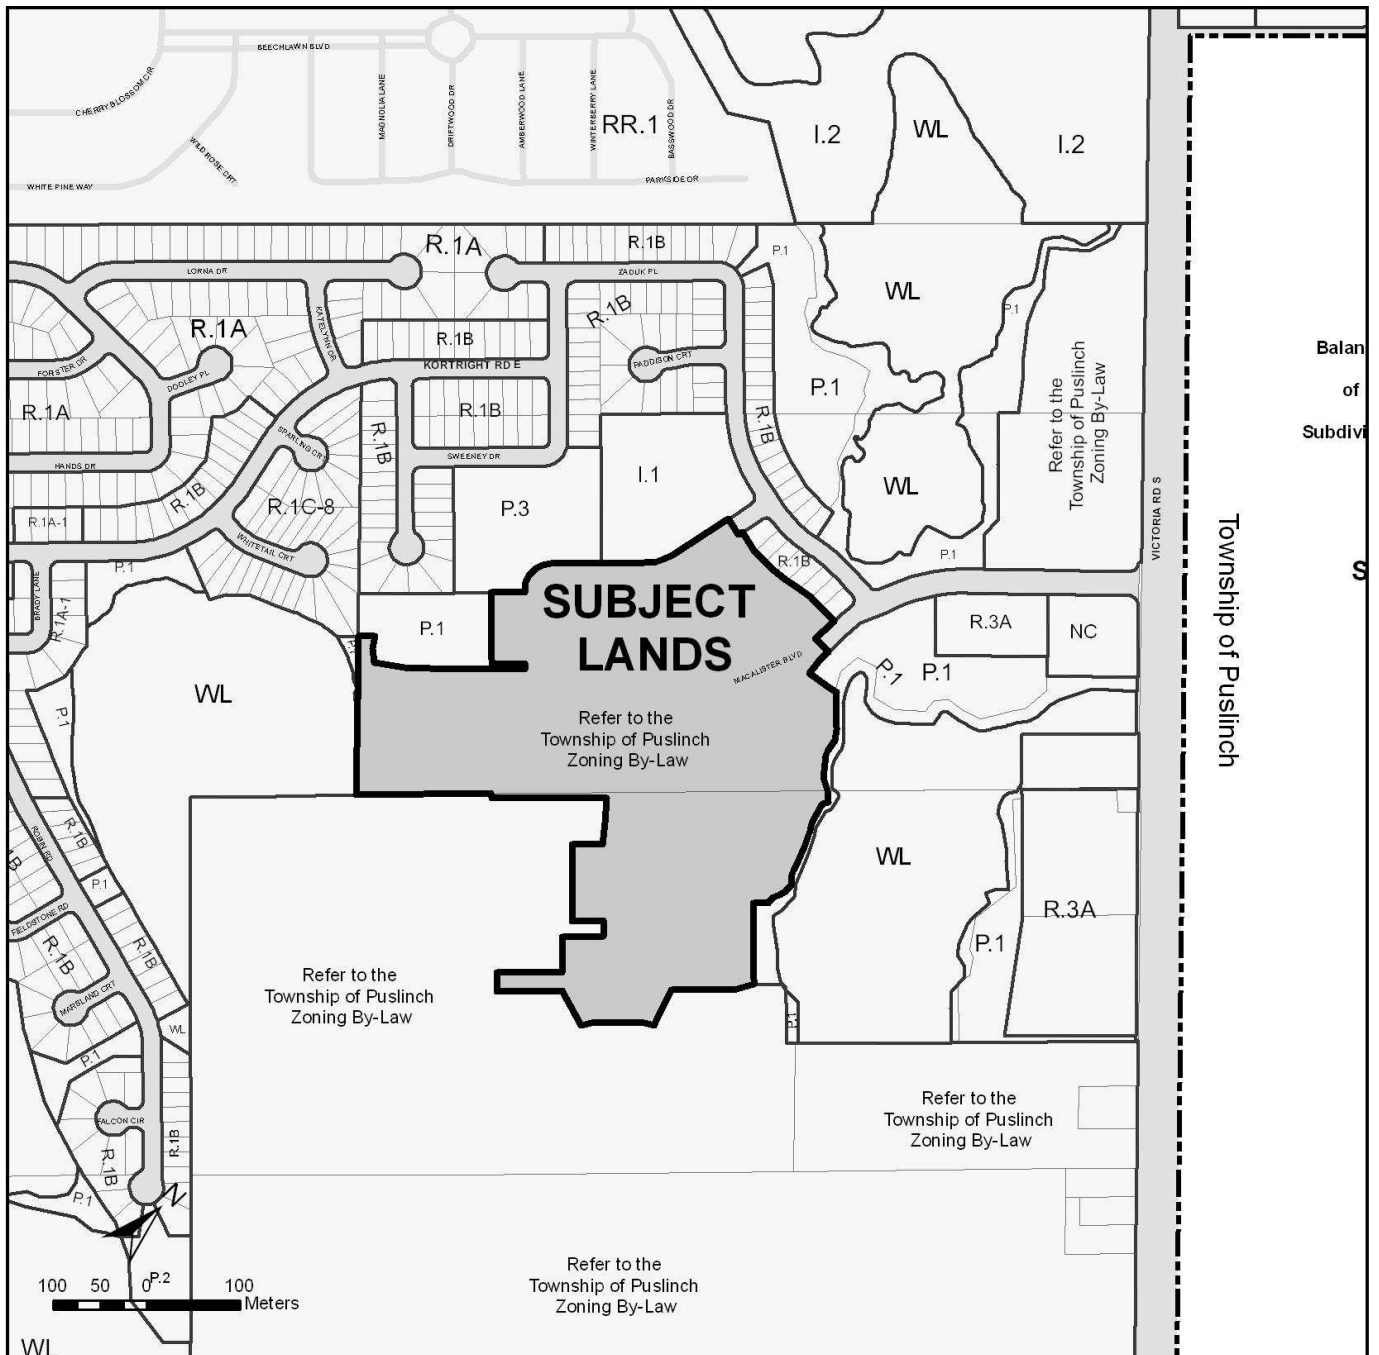 BEECHLAWN BLVD
CHERRY BLOSSOM CIR
MAGNOLIA LANE
DRIFTWOOD DR
AMBERWOOD LANE
WINTERBERRY LANE
BASSWOOD DR
RR.1
I.2
WL
I.2
WILD ROSE CRT
WHITE PINE WAY
PARKSIDE DR
R.1A
R.1B
P.1
LORNA DR
ZADUK PL
WL
P.1
KATELYNN DR
R.1A
R.1B
R.1B
KORTRIGHT RD E
PADDISON CRT
FORSTER DR
DOOLEY PL
P.1
Refer to the
Township of Puslinch
Zoning By-Law
Balan
of
Subdivi
R.1A
R.1B
R.1B
R.1B
SPARLING CRT
SWEENEY DR
HANDS DR
I.1
WL
R.1B
R.1C-8
P.3
R.1A-1
WHITETAIL CRT
VICTORIA RD S
Township of Puslinch
P.1
P.1
R.1B
S
BRADY LANE
R.1A-1
SUBJECT
LANDS
P.1
R.3A
NC
P.1
MACALISTER BLVD
P.1
P.1
WL
P.1
Refer to the
Township of Puslinch
Zoning By-Law
ROBIN RD
R.1B
1B
P.1
WL
FIELDSTONE RD
R.1B
R.1B
R.3A
P.1
MARSLAND CRT
Refer to the
Township of Puslinch
Zoning By-Law
WL
P.1
P.1
FALCON CIR
R.1B
R.1B
Refer to the
Township of Puslinch
Zoning By-Law
P.1
N
P.2
100 50 0 100
Meters
Refer to the
Township of Puslinch
Zoning By-Law
WL